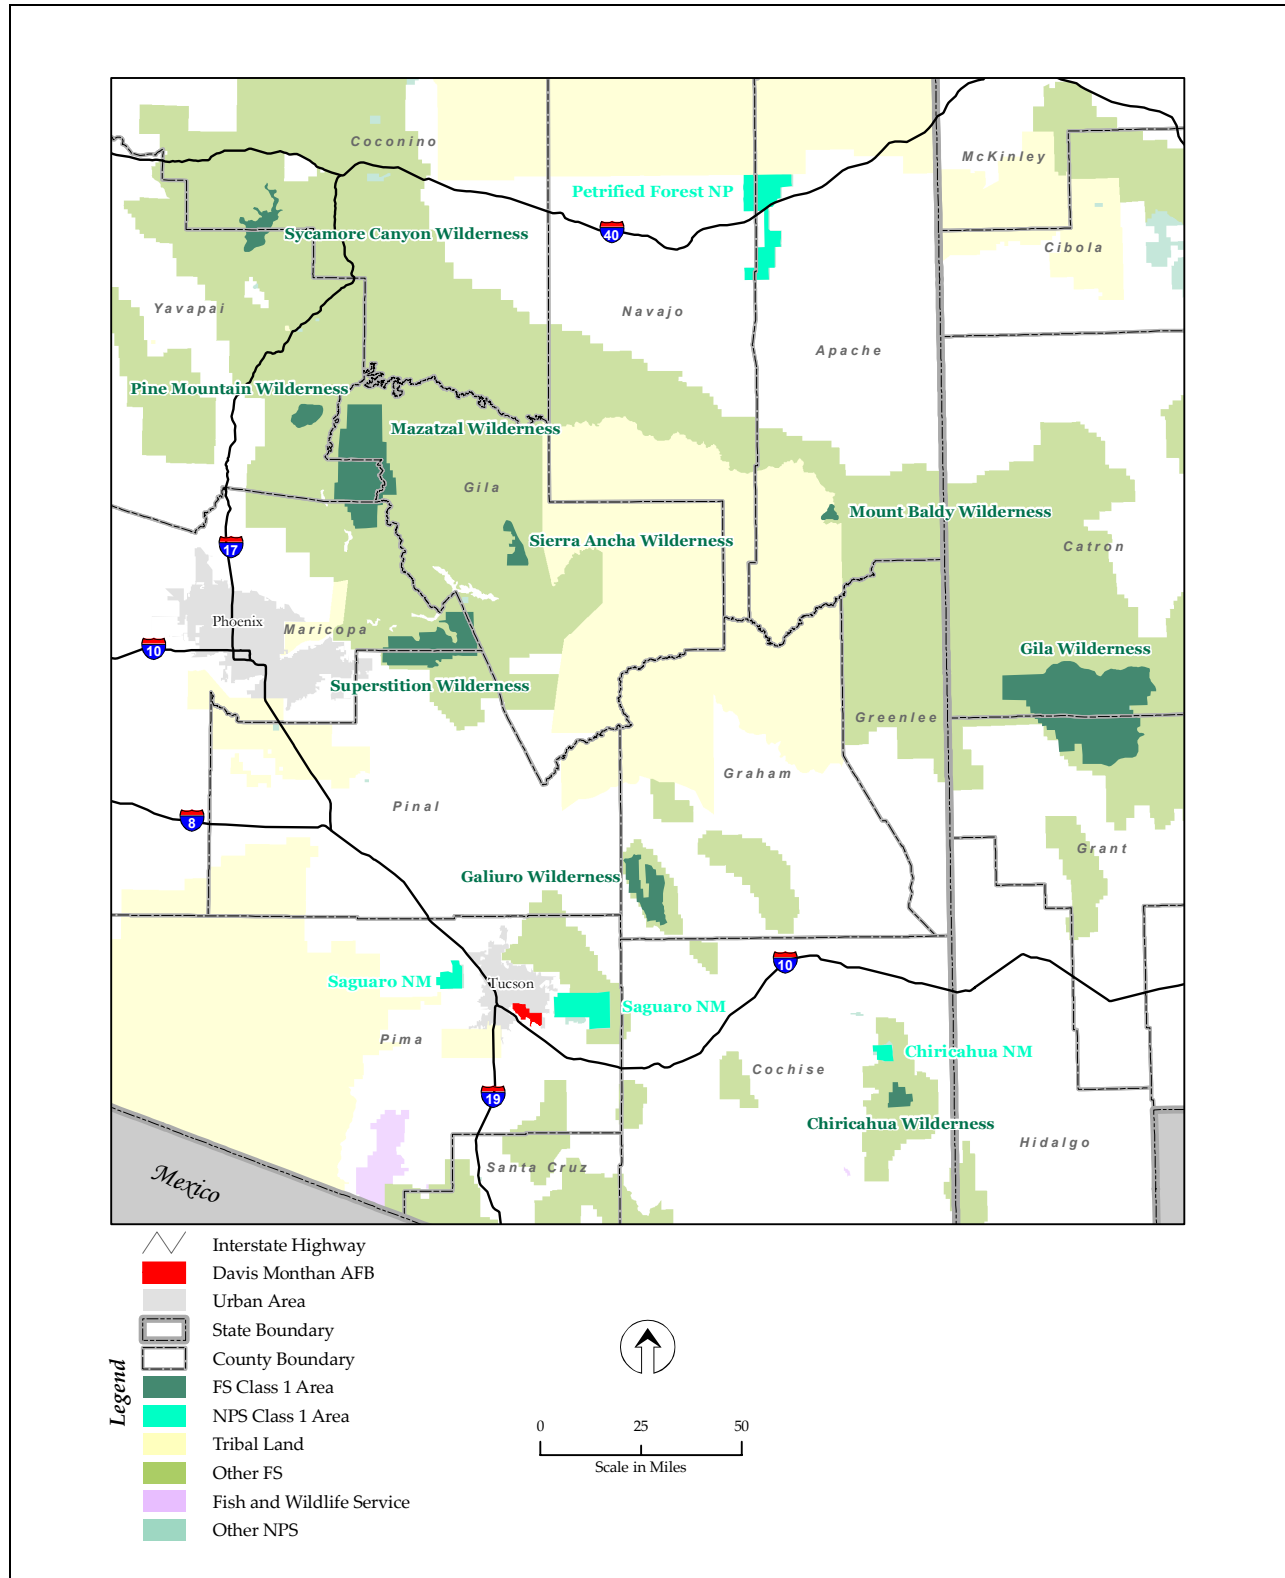 Coconino
McKinley
Petrified Forest NP
Sycamore Canyon Wilderness
40
Cibola
Yavapai
Navajo
Apache
Pine Mountain Wilderness
Mazatzal Wilderness
Gila
Mount Baldy Wilderness
Sierra Ancha Wilderness
17
Catron
Phoenix
Maricopa
10
Gila Wilderness
Superstition Wilderness
Greenlee
Graham
Pinal
8
Grant
Galiuro Wilderness
10
Saguaro NM
Tucson
Saguaro NM
Pima
Chiricahua NM
Cochise
19
Chiricahua Wilderness
Hidalgo
Santa Cruz
Mexico
Legend
Interstate Highway
Davis Monthan AFB
Urban Area
State Boundary
County Boundary
FS Class 1 Area
NPS Class 1 Area
Tribal Land
Other FS
Fish and Wildlife Service
Other NPS
0 25 50
Scale in Miles